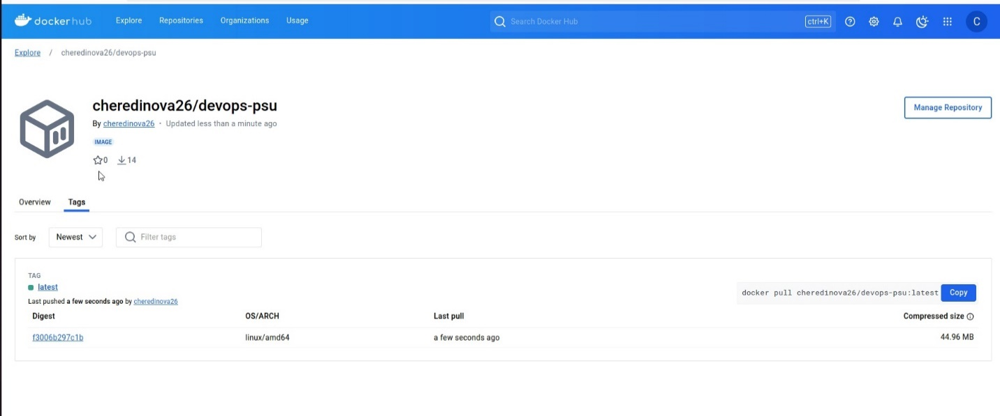 dockerhub Explore Repositories Organizations Usage Search Docker Hub ctrl+K C
Explore / cheredinova26/devops-psu
cheredinova26/devops-psu
Manage Repository
By cheredinova26 · Updated less than a minute ago
IMAGE
0 14
Overview Tags
Sort by Newest Filter tags
TAG
latest
docker pull cheredinova26/devops-psu:latest Copy
Last pushed a few seconds ago by cheredinova26
Digest OS/ARCH Last pull Compressed size
f3006b297c1b linux/amd64 a few seconds ago 44.96 MB